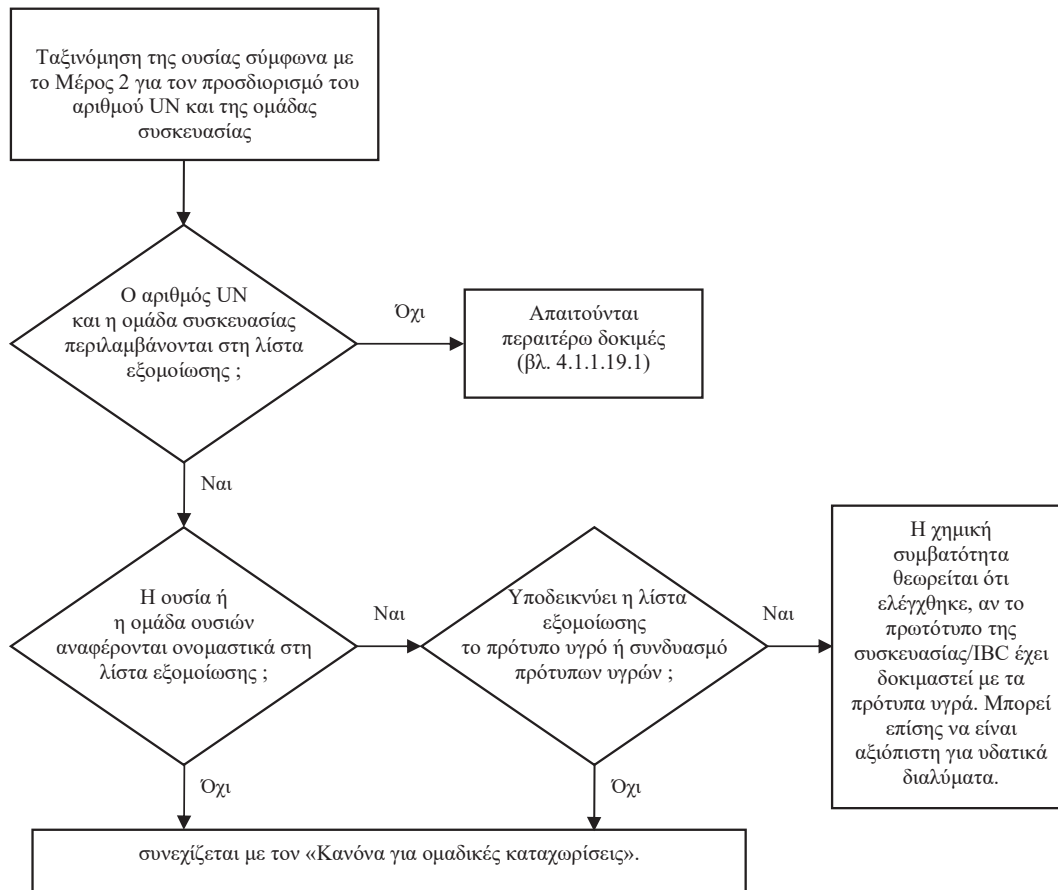 Ταξινόμηση της ουσίας σύμφωνα με
το Μέρος 2 για τον προσδιορισμό του
αριθμού UN και της ομάδας
συσκευασίας
Ο αριθμός UN
και η ομάδα συσκευασίας
περιλαμβάνονται στη λίστα
εξομοίωσης ;
Όχι
Απαιτούνται
περαιτέρω δοκιμές
(βλ. 4.1.1.19.1)
Ναι
Η ουσία ή
η ομάδα ουσιών
αναφέρονται ονομαστικά στη
λίστα εξομοίωσης ;
Ναι
Υποδεικνύει η λίστα
εξομοίωσης
το πρότυπο υγρό ή συνδυασμό
πρότυπων υγρών ;
Ναι
Η χημική
συμβατότητα
θεωρείται ότι
ελέγχθηκε, αν το
πρωτότυπο της
συσκευασίας/IBC έχει
δοκιμαστεί με τα
πρότυπα υγρά. Μπορεί
επίσης να είναι
αξιόπιστη για υδατικά
διαλύματα.
Όχι
Όχι
συνεχίζεται με τον «Κανόνα για ομαδικές καταχωρίσεις».